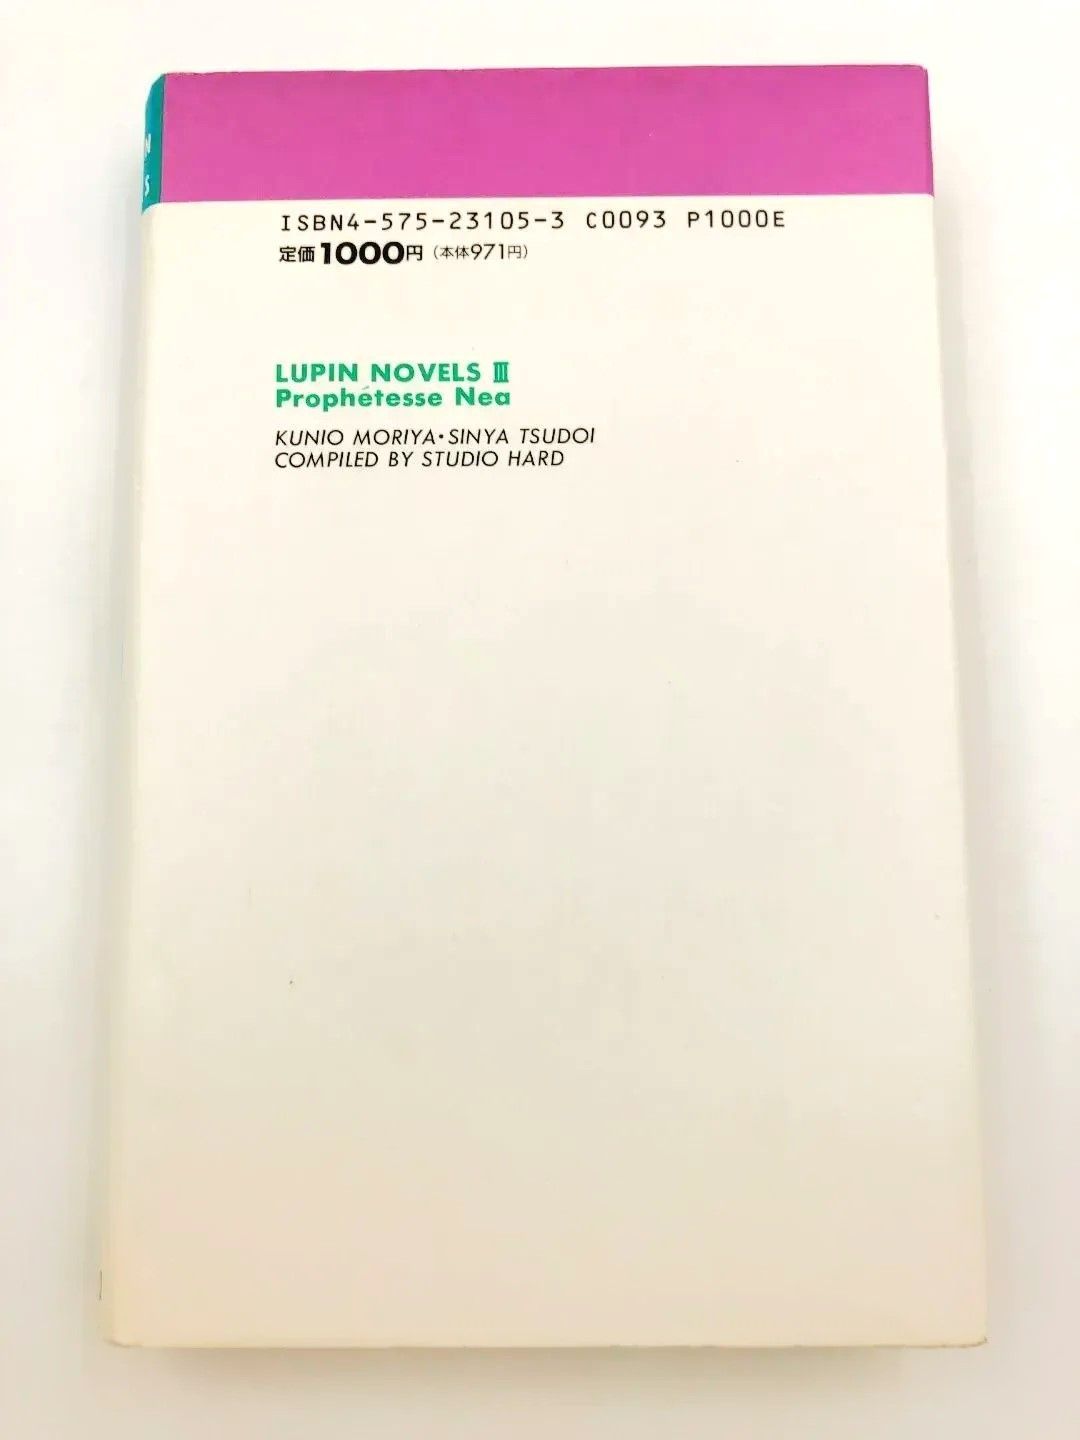 ISBN4-575-23105-3 C0093 P1000E
定価1000円（本体971円）
LUPIN NOVELS Ⅲ
Prophétesse Nea
KUNIO MORIYA・SINYA TSUDOI
COMPILED BY STUDIO HARD
N
S